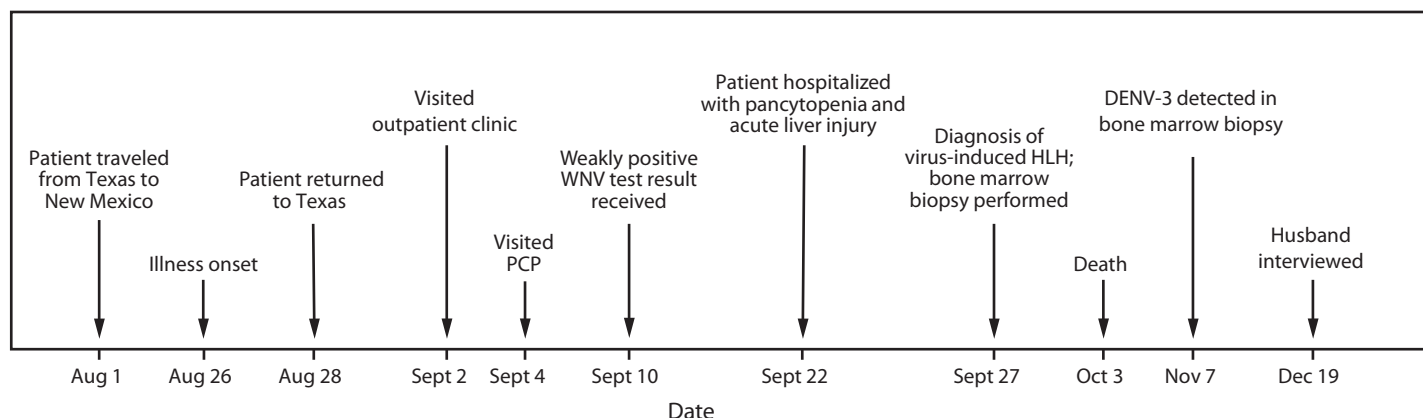 Patient traveled
from Texas to
New Mexico
Illness onset
Patient returned
to Texas
Visited
outpatient clinic
Visited
PCP
Weakly positive
WNV test result
received
Patient hospitalized
with pancytopenia and
acute liver injury
Diagnosis of
virus-induced HLH;
bone marrow
biopsy performed
Death
DENV-3 detected in
bone marrow biopsy
Husband
interviewed
Aug 1
Aug 26
Aug 28
Sept 2
Sept 4
Sept 10
Sept 22
Sept 27
Oct 3
Nov 7
Dec 19
Date